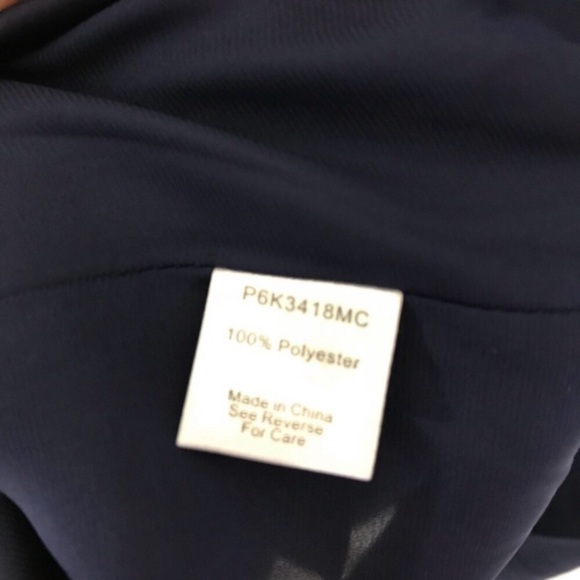 P6K3418MC
100% Polyester
Made in China
See Reverse
For Care